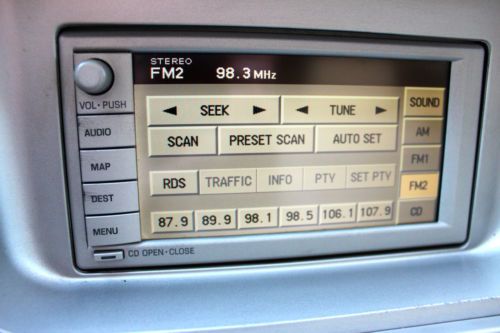 STEREO
FM2 98.3 MHz
VOL·PUSH
AUDIO
MAP
DEST
MENU
◄ SEEK ►
◄ TUNE ►
SOUND
SCAN
PRESET SCAN
AUTO SET
AM
FM1
RDS
TRAFFIC
INFO
PTY
SET PTY
FM2
87.9
89.9
98.1
98.5
106.1
107.9
CD
CD OPEN·CLOSE